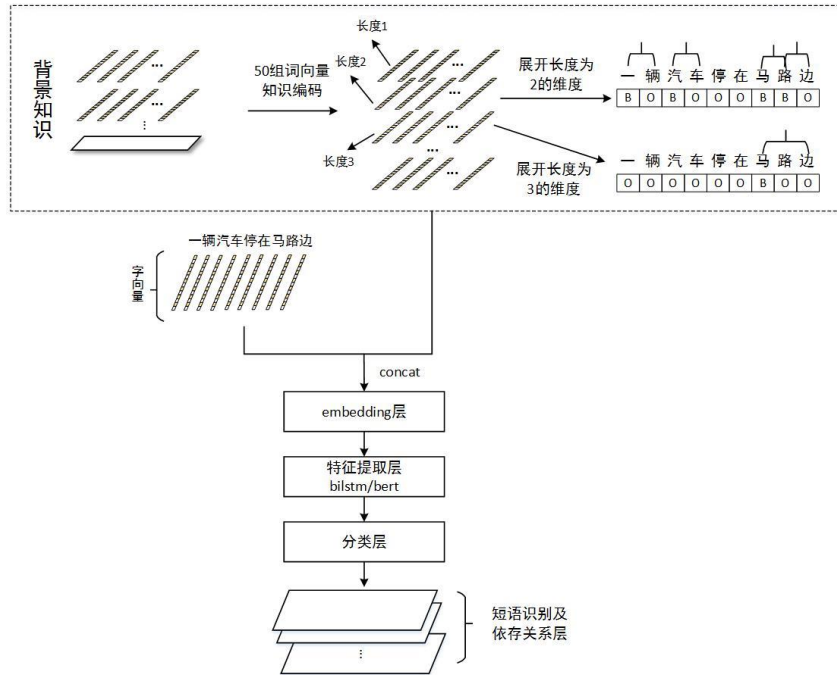 背景知识
...
...
50组词向量
知识编码
长度1
长度2
长度3
...
...
...
...
...
展开长度为
2的维度
一 辆 汽 车 停 在 马 路 边
B O B O O O B B O
展开长度为
3的维度
一 辆 汽 车 停 在 马 路 边
O O O O O O B O O
一辆汽车停在马路边
字向量
concat
embedding层
特征提取层
bilstm/bert
分类层
短语识别及
依存关系层